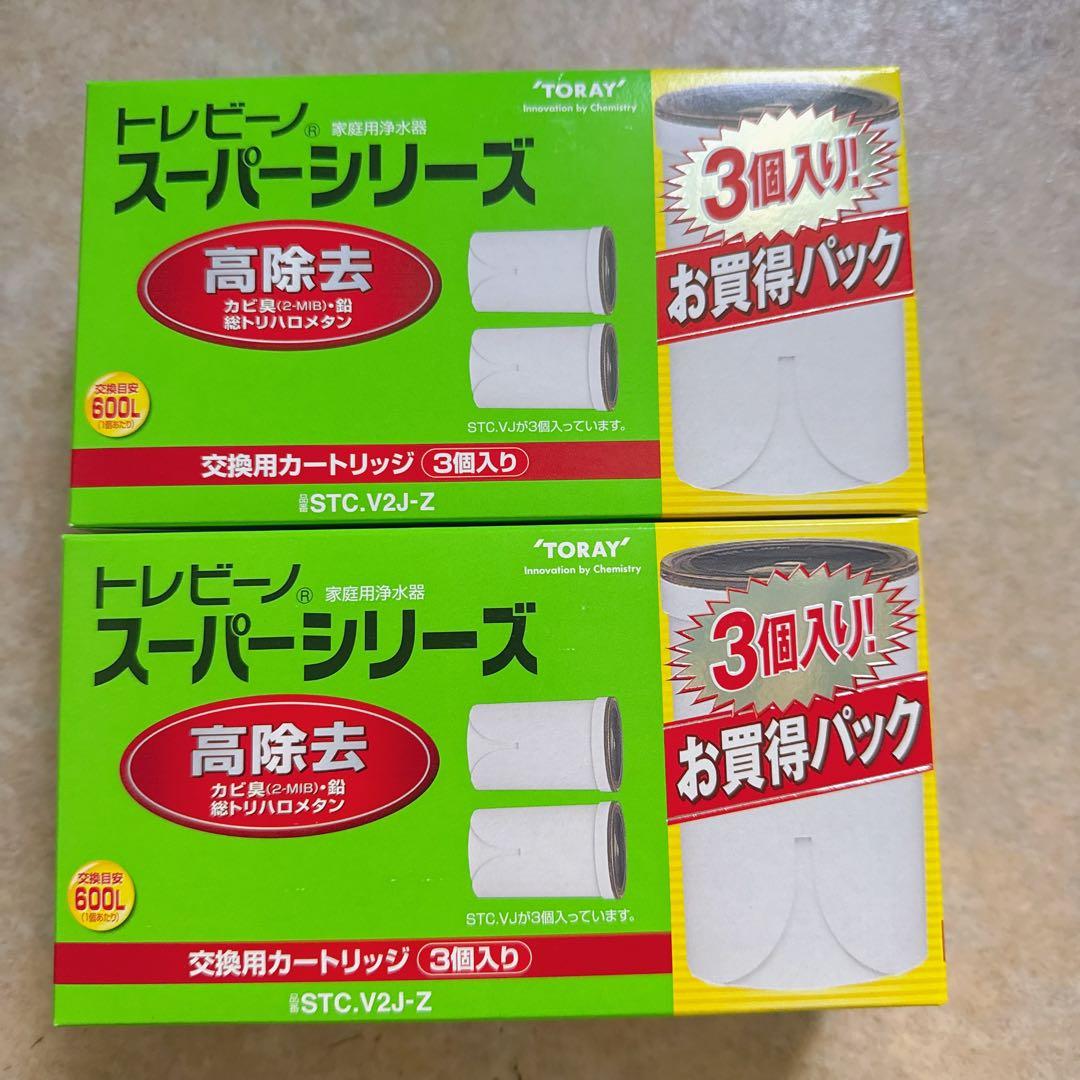 'TORAY'
Innovation by Chemistry
トレビーノ® 家庭用浄水器
スーパーシリーズ
高除去
カビ臭(2-MIB)・鉛
総トリハロメタン
3個入り!
お買得パック
交換目安
600L
(1個あたり)
STC.VJが3個入っています。
交換用カートリッジ 3個入り
品番 STC.V2J-Z
'TORAY'
Innovation by Chemistry
トレビーノ® 家庭用浄水器
スーパーシリーズ
高除去
カビ臭(2-MIB)・鉛
総トリハロメタン
3個入り!
お買得パック
交換目安
600L
(1個あたり)
STC.VJが3個入っています。
交換用カートリッジ 3個入り
品番 STC.V2J-Z